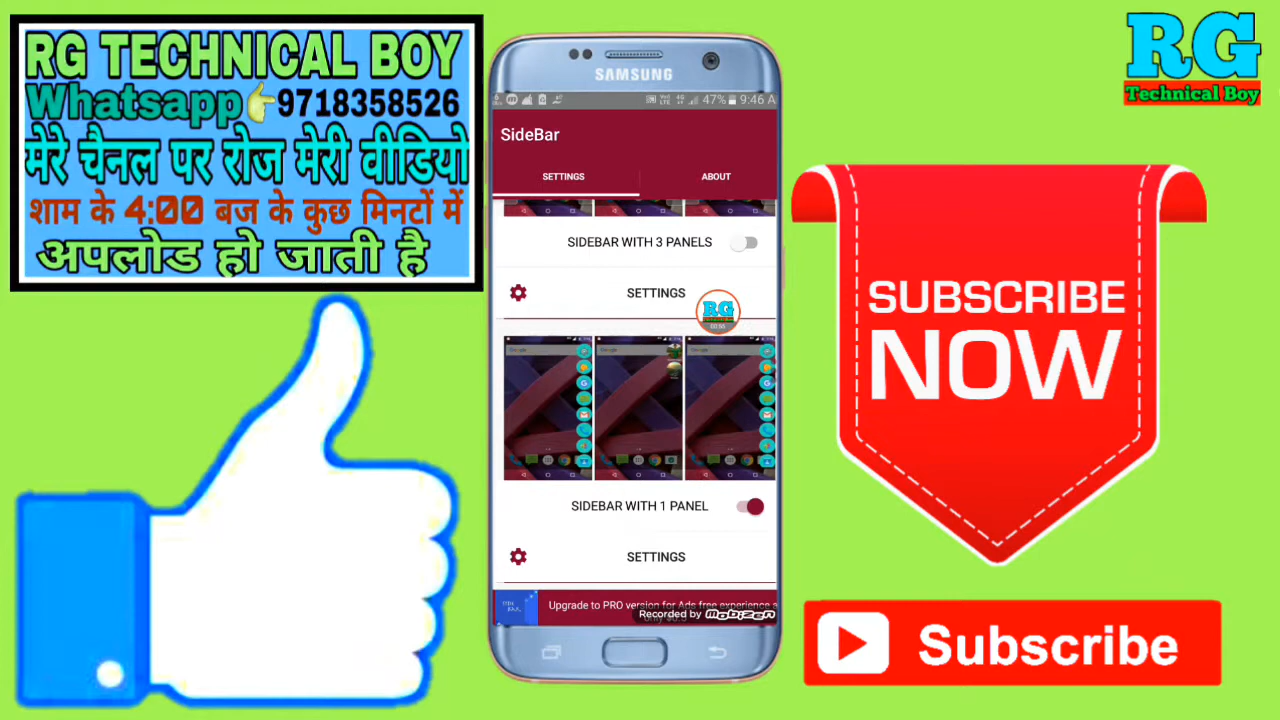 RG TECHNICAL BOY
Whatsapp👉9718358526
मेरे चैनल पर रोज मेरी वीडियो
शाम के 4:00 बज के कुछ मिनटों में
अपलोड हो जाती है
SAMSUNG
47% 9:46 A
SideBar
SETTINGS ABOUT
SIDEBAR WITH 3 PANELS
SETTINGS
RG
SIDEBAR WITH 1 PANEL
SETTINGS
Upgrade to PRO version for Ads free experience
Recorded by MOBIZEN
RG
Technical Boy
SUBSCRIBE
NOW
Subscribe